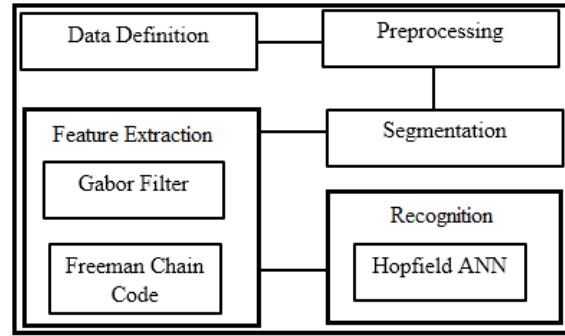 Data Definition
Preprocessing
Segmentation
Feature Extraction
Gabor Filter
Freeman Chain
Code
Recognition
Hopfield ANN